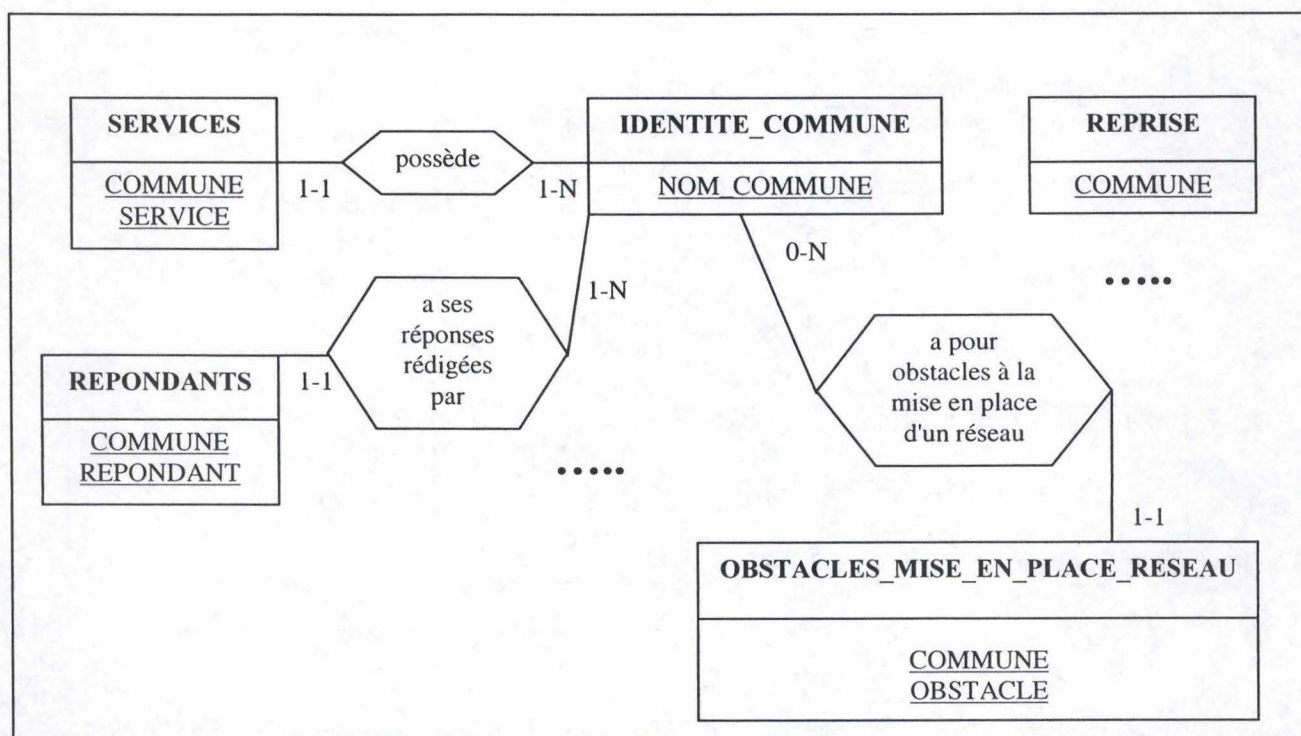 SERVICES
COMMUNE
SERVICE
1-1
possède
1-N
IDENTITE_COMMUNE
NOM_COMMUNE
REPRISE
COMMUNE
.....
1-N
0-N
a ses
réponses
rédigées
par
REPONDANTS
COMMUNE
REPONDANT
1-1
.....
a pour
obstacles à la
mise en place
d'un réseau
1-1
OBSTACLES_MISE_EN_PLACE_RESEAU
COMMUNE
OBSTACLE